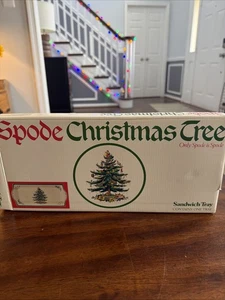 Spode Christmas Tree
Only Spode is Spode
Sandwich Tray